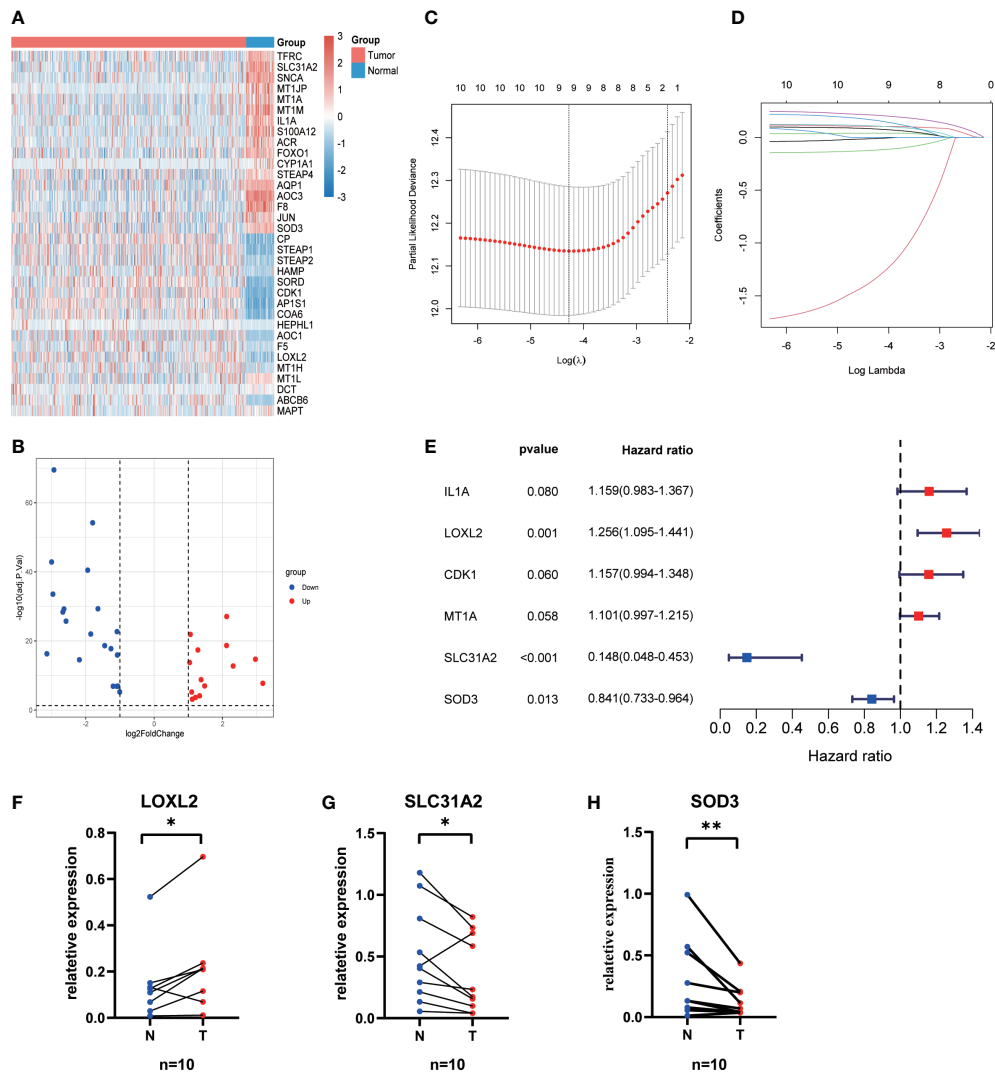 A
Group
TFRC
SLC31A2
SNCA
MT1JP
MT1A
MT1M
IL1A
S100A12
ACR
FOXO1
CYP1A1
STEAP4
AQP1
AOC3
F8
JUN
SOD3
CP
STEAP1
STEAP2
HAMP
SORD
CDK1
AP1S1
COA6
HEPHL1
AOC1
F5
LOXL2
MT1H
MT1L
DCT
ABCB6
MAPT
3
2
1
0
-1
-2
-3
Group
Tumor
Normal
B
-log10(adj.P.Val)
60
40
20
0
-2 0 2
log2FoldChange
group
Down
Up
C
10 10 10 10 10 9 9 9 8 8 8 5 2 1
Partial Likelihood Deviance
12.4
12.3
12.2
12.1
12.0
-6 -5 -4 -3 -2
Log(λ)
D
10 10 9 8 0
Coefficients
0.0
-0.5
-1.0
-1.5
-6 -5 -4 -3 -2 -1 0
Log Lambda
E
pvalue Hazard ratio
IL1A 0.080 1.159(0.983-1.367)
LOXL2 0.001 1.256(1.095-1.441)
CDK1 0.060 1.157(0.994-1.348)
MT1A 0.058 1.101(0.997-1.215)
SLC31A2 <0.001 0.148(0.048-0.453)
SOD3 0.013 0.841(0.733-0.964)
0.0 0.2 0.4 0.6 0.8 1.0 1.2 1.4
Hazard ratio
F
LOXL2
*
relatetive expression
0.8
0.6
0.4
0.2
0.0
N T
n=10
G
SLC31A2
*
relatetive expression
1.5
1.0
0.5
0.0
N T
n=10
H
SOD3
**
relatetive expression
1.5
1.0
0.5
0.0
N T
n=10